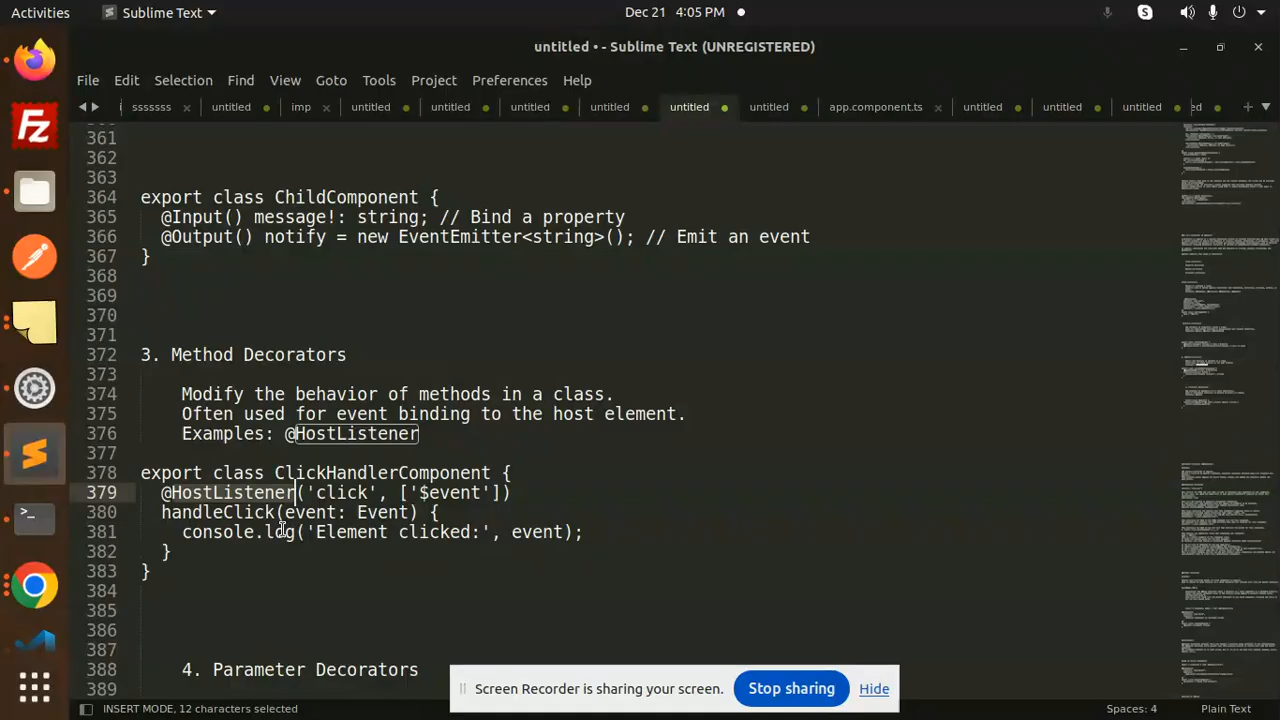 Activities
Sublime Text
Dec 21 4:05 PM
untitled • - Sublime Text (UNREGISTERED)
File Edit Selection Find View Goto Tools Project Preferences Help
sssssss untitled imp untitled untitled untitled untitled untitled untitled app.component.ts untitled untitled untitled ed
361
362
363
364 export class ChildComponent {
365 @Input() message!: string; // Bind a property
366 @Output() notify = new EventEmitter<string>(); // Emit an event
367 }
368
369
370
371
372 3. Method Decorators
373
374 Modify the behavior of methods in a class.
375 Often used for event binding to the host element.
376 Examples: @HostListener
377
378 export class ClickHandlerComponent {
379 @HostListener('click', ['$event'])
380 handleClick(event: Event) {
381 console.log('Element clicked:', event);
382 }
383 }
384
385
386
387
388 4. Parameter Decorators
389
Screen Recorder is sharing your screen. Stop sharing Hide
INSERT MODE, 12 characters selected
Spaces: 4
Plain Text